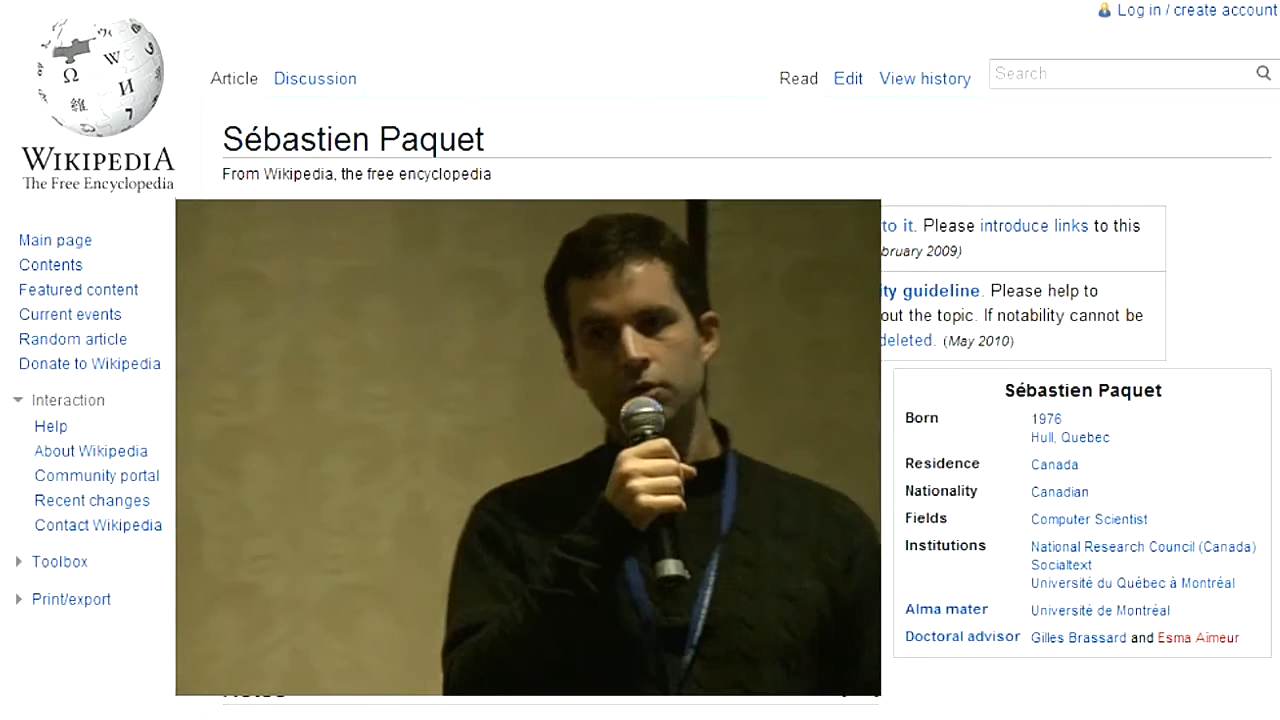 Log in / create account
Article Discussion Read Edit View history Search
WIKIPEDIA
The Free Encyclopedia
Sébastien Paquet
From Wikipedia, the free encyclopedia
Main page
Contents
Featured content
Current events
Random article
Donate to Wikipedia
Interaction
Help
About Wikipedia
Community portal
Recent changes
Contact Wikipedia
Toolbox
Print/export
to it. Please introduce links to this
bruary 2009)
ity guideline. Please help to
out the topic. If notability cannot be
deleted. (May 2010)
Sébastien Paquet
Born 1976
Hull, Quebec
Residence Canada
Nationality Canadian
Fields Computer Scientist
Institutions National Research Council (Canada)
Socialtext
Université du Québec à Montréal
Alma mater Université de Montréal
Doctoral advisor Gilles Brassard and Esma Aimeur